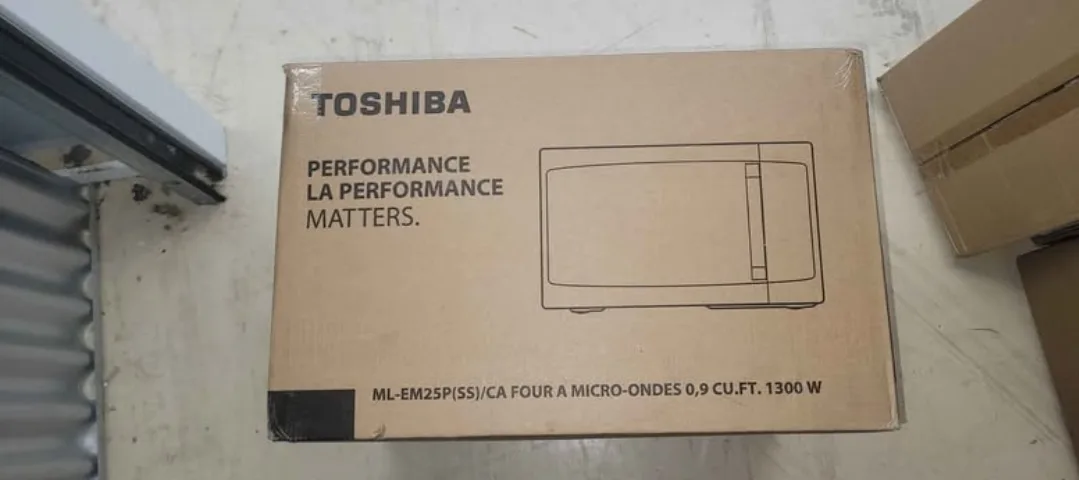 TOSHIBA
PERFORMANCE
LA PERFORMANCE
MATTERS.
ML-EM25P(SS)/CA FOUR A MICRO-ONDES 0,9 CU.FT. 1300 W